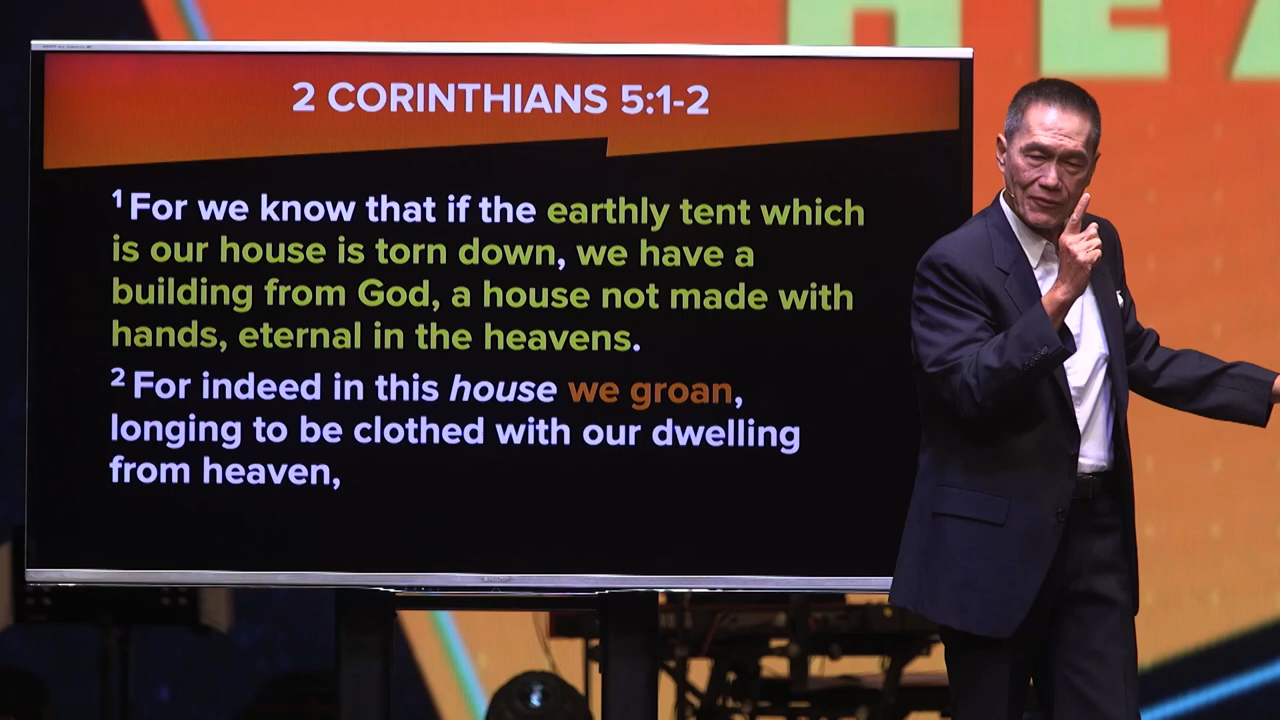 HEA
2 CORINTHIANS 5:1-2
1 For we know that if the earthly tent which
is our house is torn down, we have a
building from God, a house not made with
hands, eternal in the heavens.
2 For indeed in this house we groan,
longing to be clothed with our dwelling
from heaven,